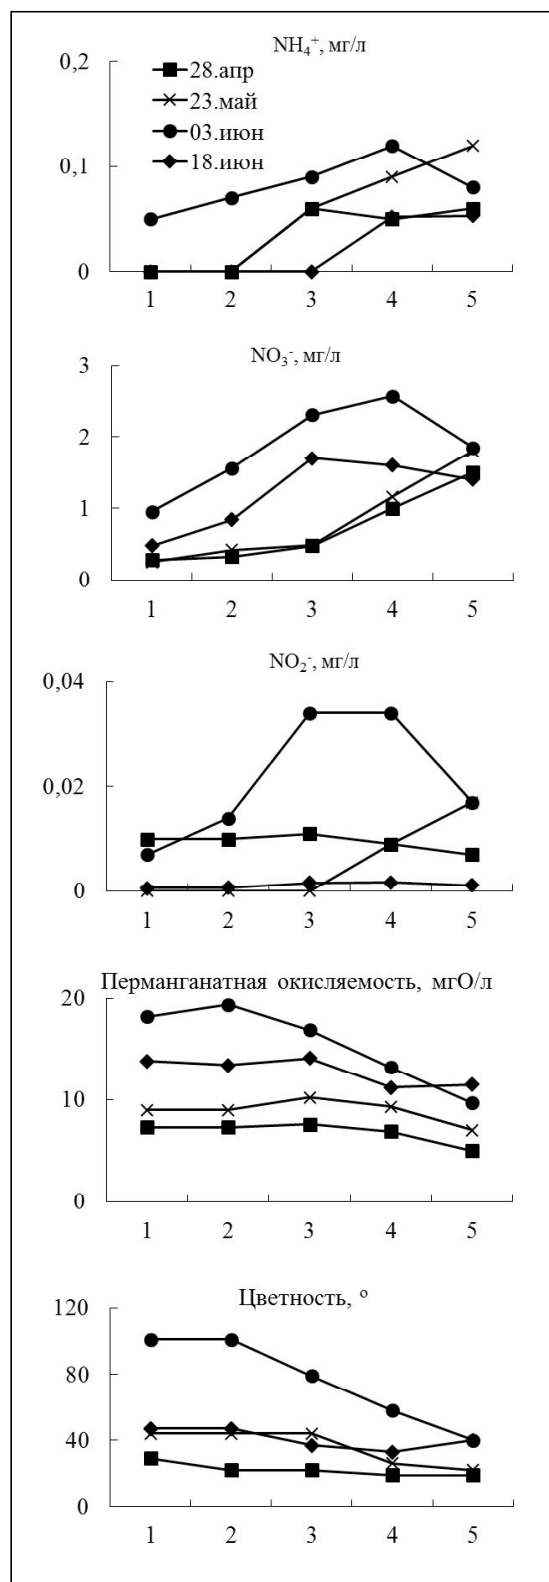 NH₄⁺, мг/л
0,2
28.апр
23.май
03.июн
18.июн
0,1
0
1 2 3 4 5
NO₃⁻, мг/л
3
2
1
0
1 2 3 4 5
NO₂⁻, мг/л
0,04
0,02
0
1 2 3 4 5
Перманганатная окисляемость, мгО/л
20
10
0
1 2 3 4 5
Цветность, º
120
80
40
0
1 2 3 4 5